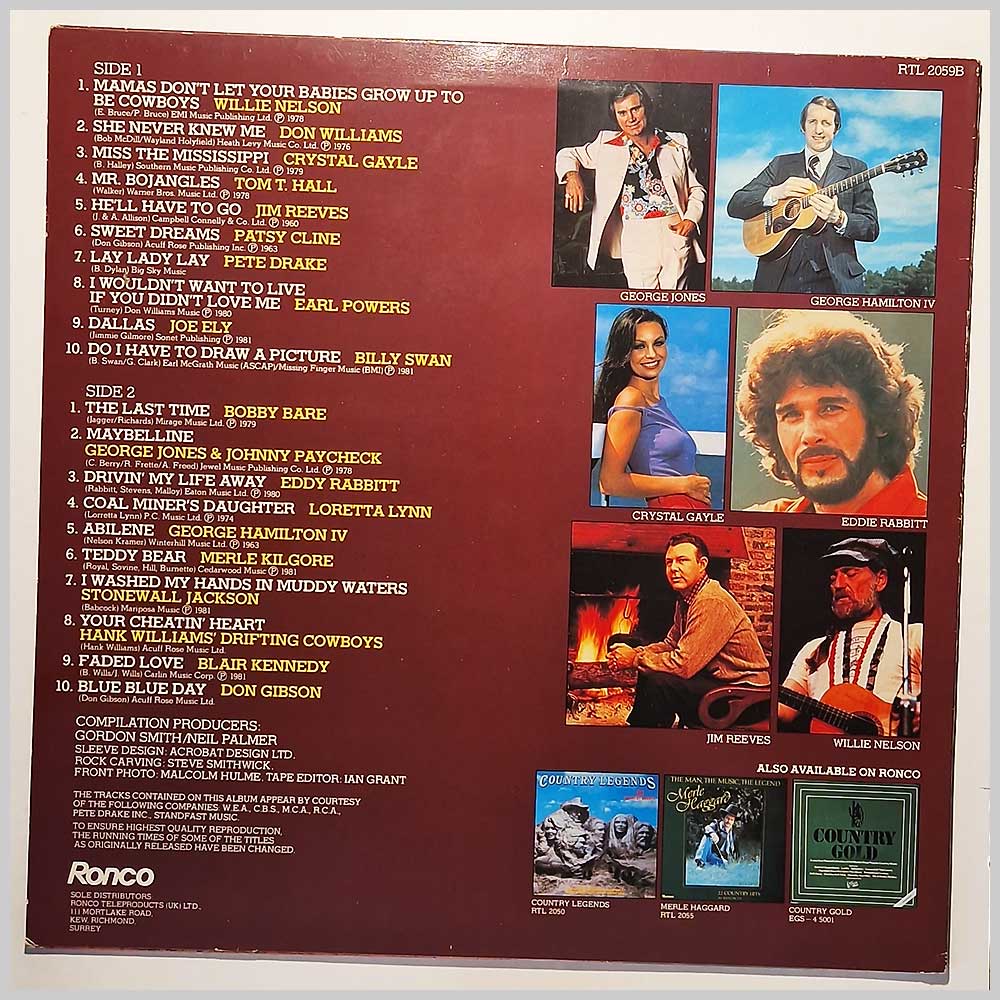 SIDE 1
1. MAMAS DON'T LET YOUR BABIES GROW UP TO
BE COWBOYS WILLIE NELSON
(E. Bruce/P. Bruce) EMI Music Publishing Ltd. Ⓟ 1978
2. SHE NEVER KNEW ME DON WILLIAMS
(Bob McDill/Wayland Holyfield) Heath Levy Music Co. Ltd. Ⓟ 1976
3. MISS THE MISSISSIPPI CRYSTAL GAYLE
(B. Halley) Southern Music Publishing Co. Ltd. Ⓟ 1979
4. MR. BOJANGLES TOM T. HALL
(Walker) Warner Bros. Music Ltd. Ⓟ 1978
5. HE'LL HAVE TO GO JIM REEVES
(J. & A. Allison) Campbell Connelly & Co. Ltd. Ⓟ 1960
6. SWEET DREAMS PATSY CLINE
(Don Gibson) Acuff Rose Publishing Inc. Ⓟ 1963
7. LAY LADY LAY PETE DRAKE
(B. Dylan) Big Sky Music
8. I WOULDN'T WANT TO LIVE
IF YOU DIDN'T LOVE ME EARL POWERS
(Turney) Don Williams Music Ⓟ 1980
9. DALLAS JOE ELY
(Jimmie Gilmore) Sonet Publishing Ⓟ 1981
10. DO I HAVE TO DRAW A PICTURE BILLY SWAN
(B. Swan/G. Clark) Earl McGrath Music (ASCAP)/Missing Finger Music (BMI) Ⓟ 1981
SIDE 2
1. THE LAST TIME BOBBY BARE
(Jagger/Richards) Mirage Music Ltd. Ⓟ 1979
2. MAYBELLINE
GEORGE JONES & JOHNNY PAYCHECK
(C. Berry/R. Frette/A. Freed) Jewel Music Publishing Co. Ltd. Ⓟ 1978
3. DRIVIN' MY LIFE AWAY EDDY RABBITT
(Rabbitt, Stevens, Malloy) Eaton Music Ltd. Ⓟ 1980
4. COAL MINER'S DAUGHTER LORETTA LYNN
(Lorretta Lynn) P.C. Music Ltd. Ⓟ 1974
5. ABILENE GEORGE HAMILTON IV
(Nelson Kramer) Winterhill Music Ltd. Ⓟ 1963
6. TEDDY BEAR MERLE KILGORE
(Royal, Sovine, Hill, Burnette) Cedarwood Music Ⓟ 1981
7. I WASHED MY HANDS IN MUDDY WATERS
STONEWALL JACKSON
(Babcock) Mariposa Music Ⓟ 1981
8. YOUR CHEATIN' HEART
HANK WILLIAMS' DRIFTING COWBOYS
(Hank Williams) Acuff Rose Music Ltd.
9. FADED LOVE BLAIR KENNEDY
(B. Wills/J. Wills) Carlin Music Corp. Ⓟ 1981
10. BLUE BLUE DAY DON GIBSON
(Don Gibson) Acuff Rose Music Ltd.
COMPILATION PRODUCERS:
GORDON SMITH/NEIL PALMER
SLEEVE DESIGN: ACROBAT DESIGN LTD.
ROCK CARVING: STEVE SMITHWICK.
FRONT PHOTO: MALCOLM HULME. TAPE EDITOR: IAN GRANT
THE TRACKS CONTAINED ON THIS ALBUM APPEAR BY COURTESY
OF THE FOLLOWING COMPANIES. W.E.A., C.B.S., M.C.A., R.C.A.,
PETE DRAKE INC., STANDFAST MUSIC.
TO ENSURE HIGHEST QUALITY REPRODUCTION,
THE RUNNING TIMES OF SOME OF THE TITLES
AS ORIGINALLY RELEASED HAVE BEEN CHANGED.
Ronco
SOLE DISTRIBUTORS
RONCO TELEPRODUCTS (UK) LTD.,
111 MORTLAKE ROAD,
KEW, RICHMOND,
SURREY
RTL 2059B
GEORGE JONES
GEORGE HAMILTON IV
CRYSTAL GAYLE
EDDIE RABBITT
JIM REEVES
WILLIE NELSON
ALSO AVAILABLE ON RONCO
COUNTRY LEGENDS
THE MAN, THE MUSIC, THE LEGEND
Merle Haggard
22 COUNTRY HITS
COUNTRY GOLD
COUNTRY LEGENDS
RTL 2050
MERLE HAGGARD
RTL 2055
COUNTRY GOLD
EGS – 4 5001